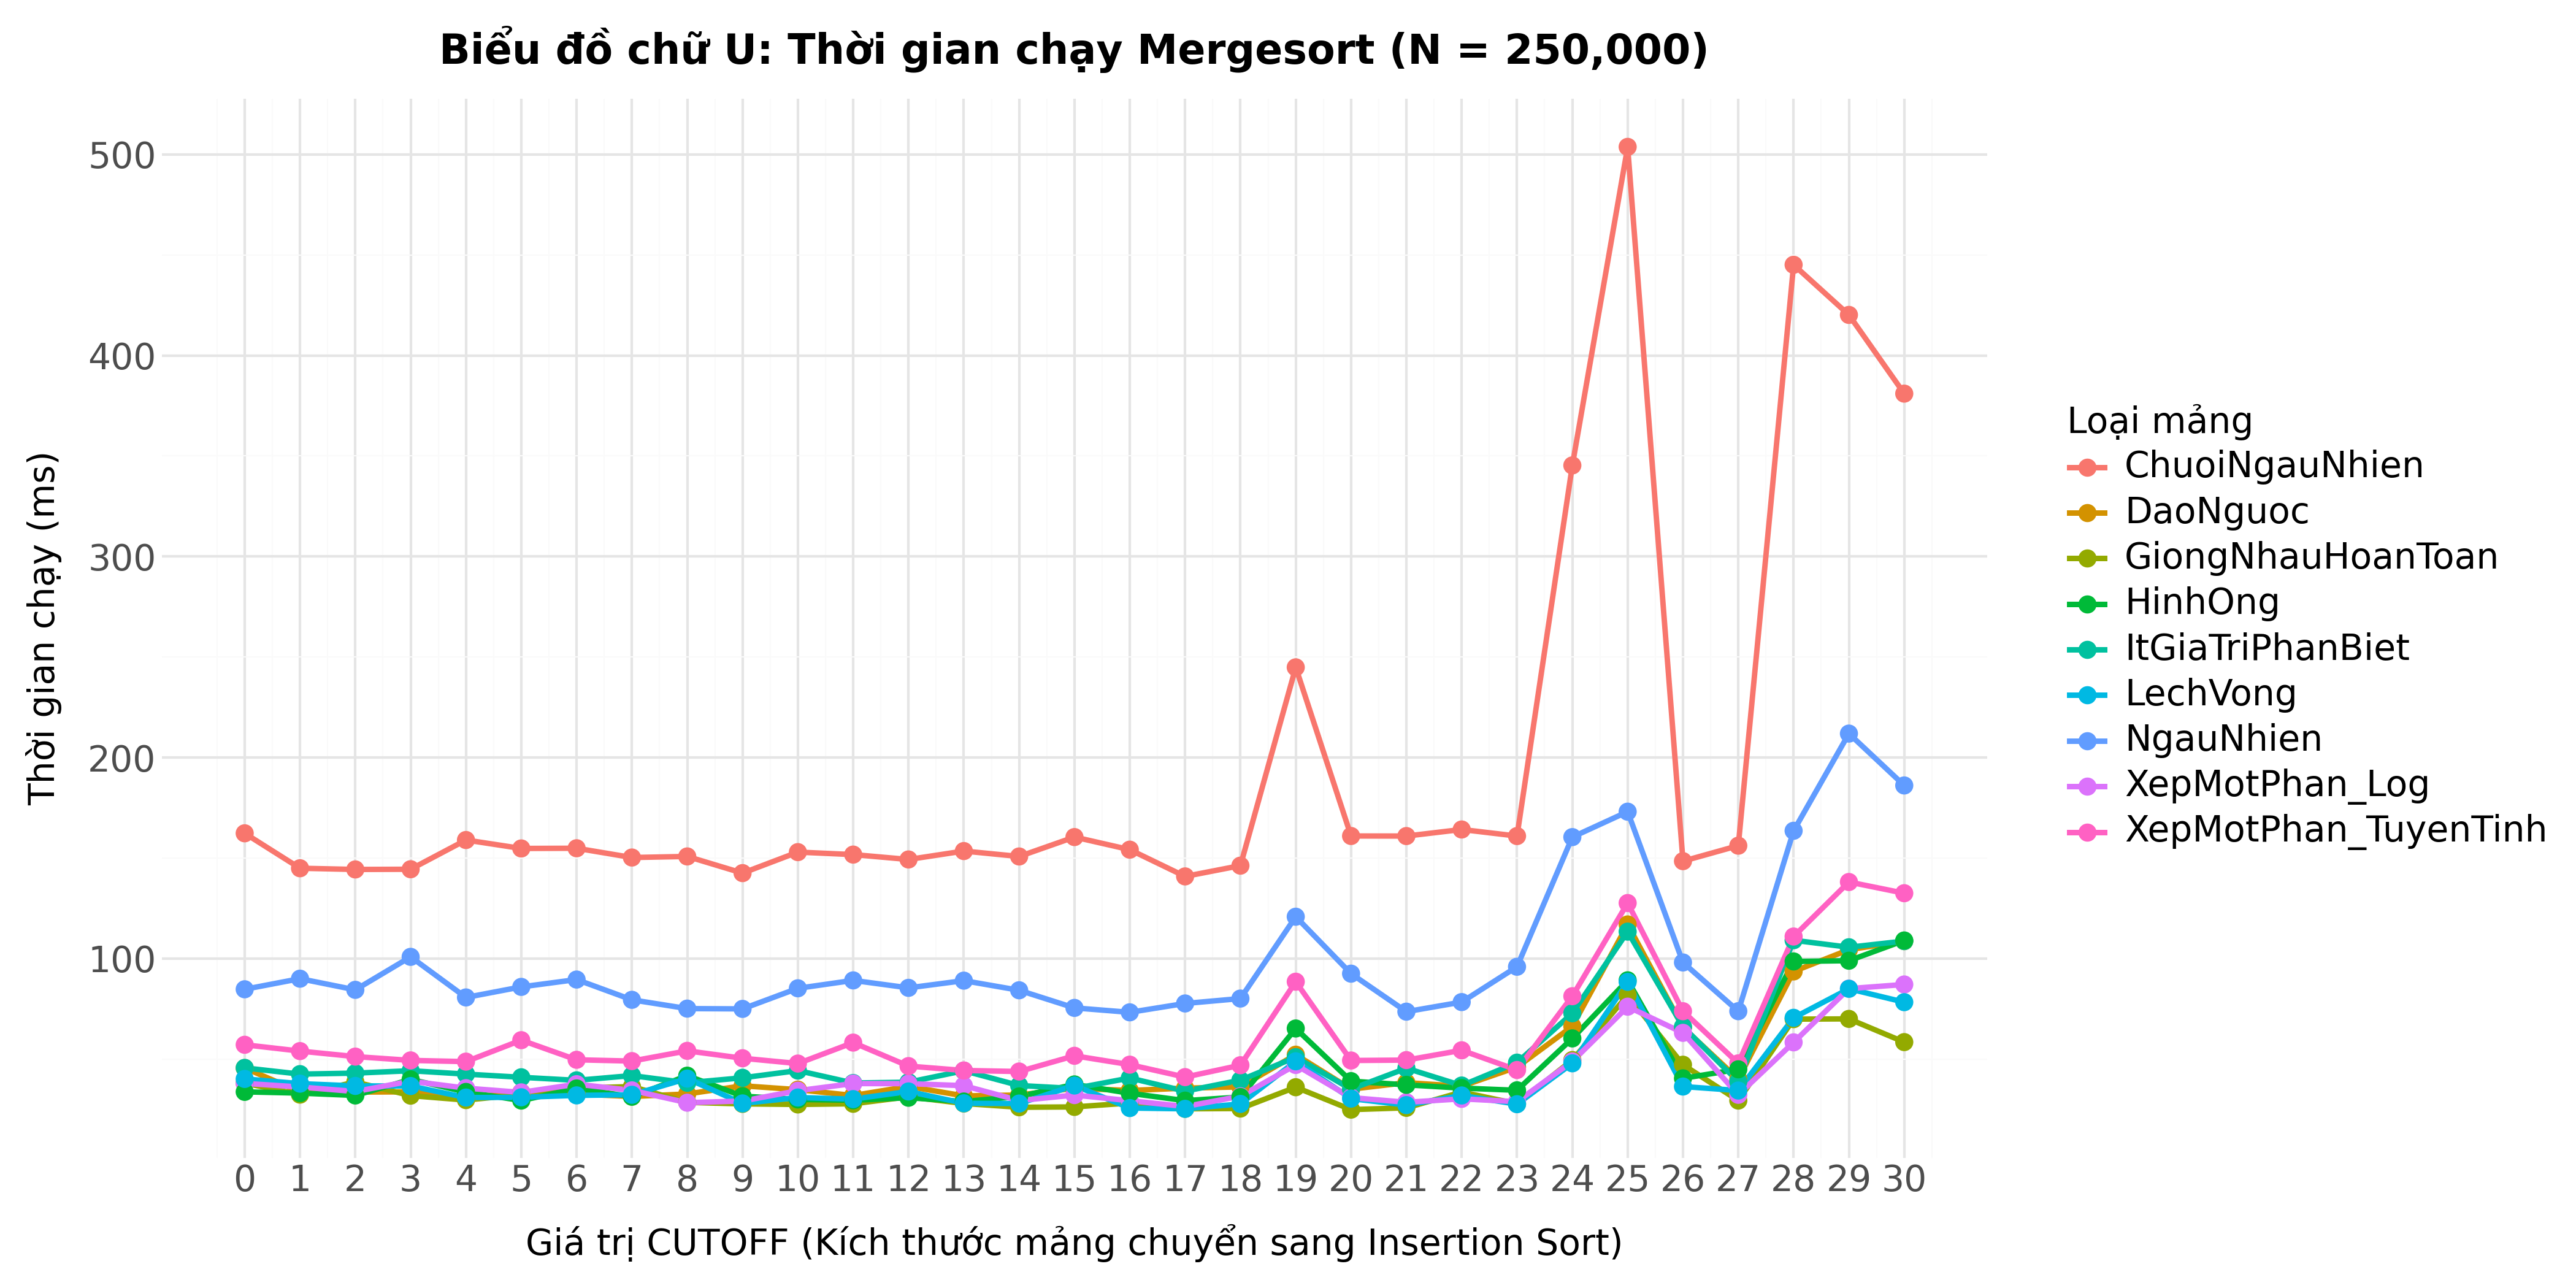 Biểu đồ chữ U: Thời gian chạy Mergesort (N = 250,000)
Thời gian chạy (ms)
500
400
300
200
100
0 1 2 3 4 5 6 7 8 9 10 11 12 13 14 15 16 17 18 19 20 21 22 23 24 25 26 27 28 29 30
Giá trị CUTOFF (Kích thước mảng chuyển sang Insertion Sort)
Loại mảng
ChuoiNgauNhien
DaoNguoc
GiongNhauHoanToan
HinhOng
ItGiaTriPhanBiet
LechVong
NgauNhien
XepMotPhan_Log
XepMotPhan_TuyenTinh